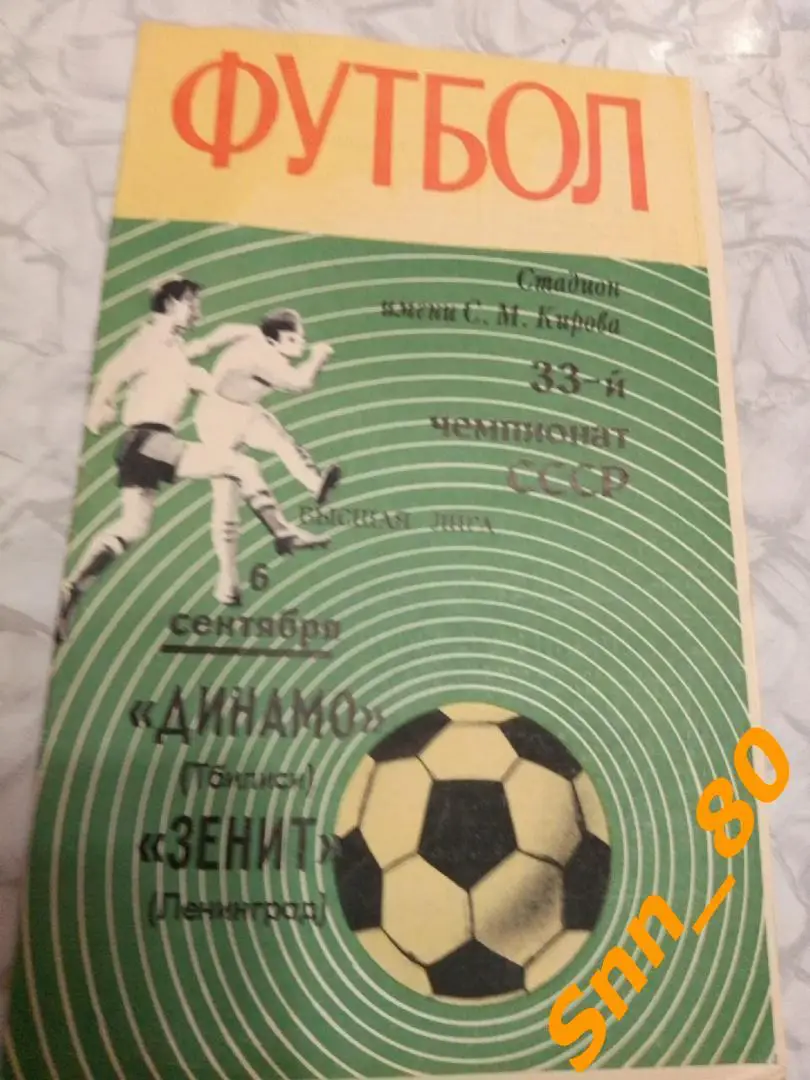 ФУТБОЛ
Стадион
имени С. М. Кирова
33-й
чемпионат
СССР
ВЫСШАЯ ЛИГА
6
сентября
«ДИНАМО»
(Тбилиси)
«ЗЕНИТ»
(Ленинград)
Snn_80